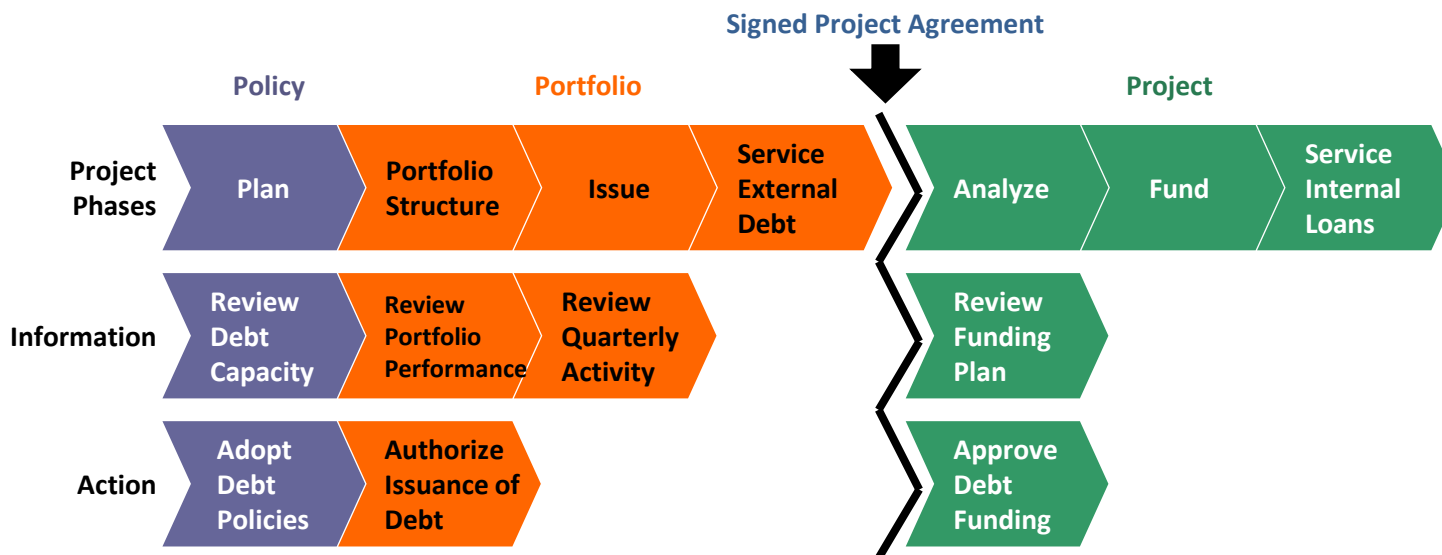 Signed Project Agreement
Policy
Portfolio
Project
Project
Phases
Plan
Portfolio
Structure
Issue
Service
External
Debt
Analyze
Fund
Service
Internal
Loans
Information
Review
Debt
Capacity
Review
Portfolio
Performance
Review
Quarterly
Activity
Review
Funding
Plan
Action
Adopt
Debt
Policies
Authorize
Issuance of
Debt
Approve
Debt
Funding